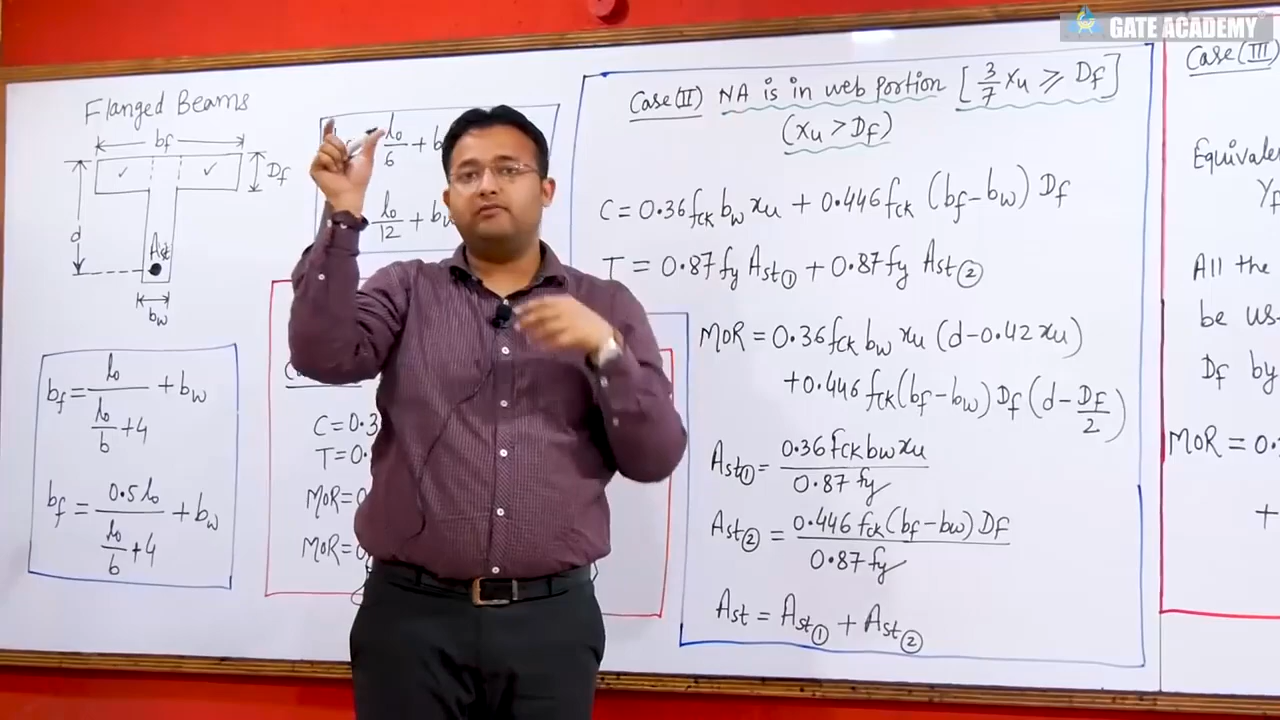 GATE ACADEMY
Flanged Beams
bf
Df
d
Ast
bw
bf = l₀ / (l₀/b + 4) + bw
bf = 0.5 l₀ / (l₀/b + 4) + bw
l₀/6 + b
l₀/12 + bw
C = 0.3
T = 0.
MOR = 0
MOR = 0
Case (II) NA is in web portion [3/7 xu ≥ Df]
(xu > Df)
C = 0.36 fck bw xu + 0.446 fck (bf - bw) Df
T = 0.87 fy Ast① + 0.87 fy Ast②
MOR = 0.36 fck bw xu (d - 0.42 xu)
+ 0.446 fck (bf - bw) Df (d - Df/2)
Ast① = 0.36 fck bw xu / 0.87 fy
Ast② = 0.446 fck (bf - bw) Df / 0.87 fy
Ast = Ast① + Ast②
Case (III)
Equivale
yf
All the
be us
Df by
MOR = 0.
+